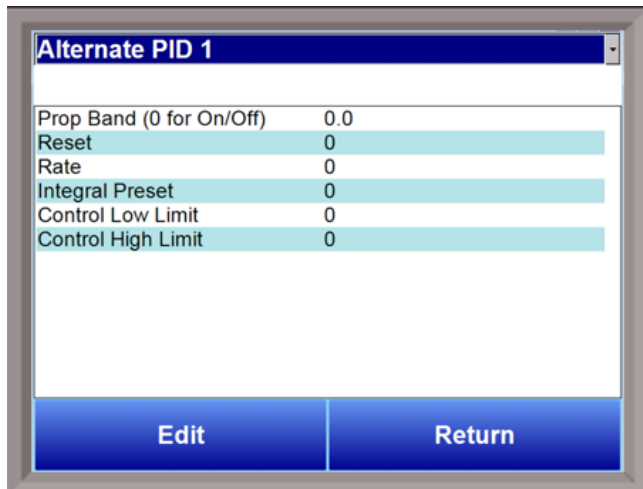 Alternate PID 1
Prop Band (0 for On/Off) 0.0
Reset 0
Rate 0
Integral Preset 0
Control Low Limit 0
Control High Limit 0
Edit Return